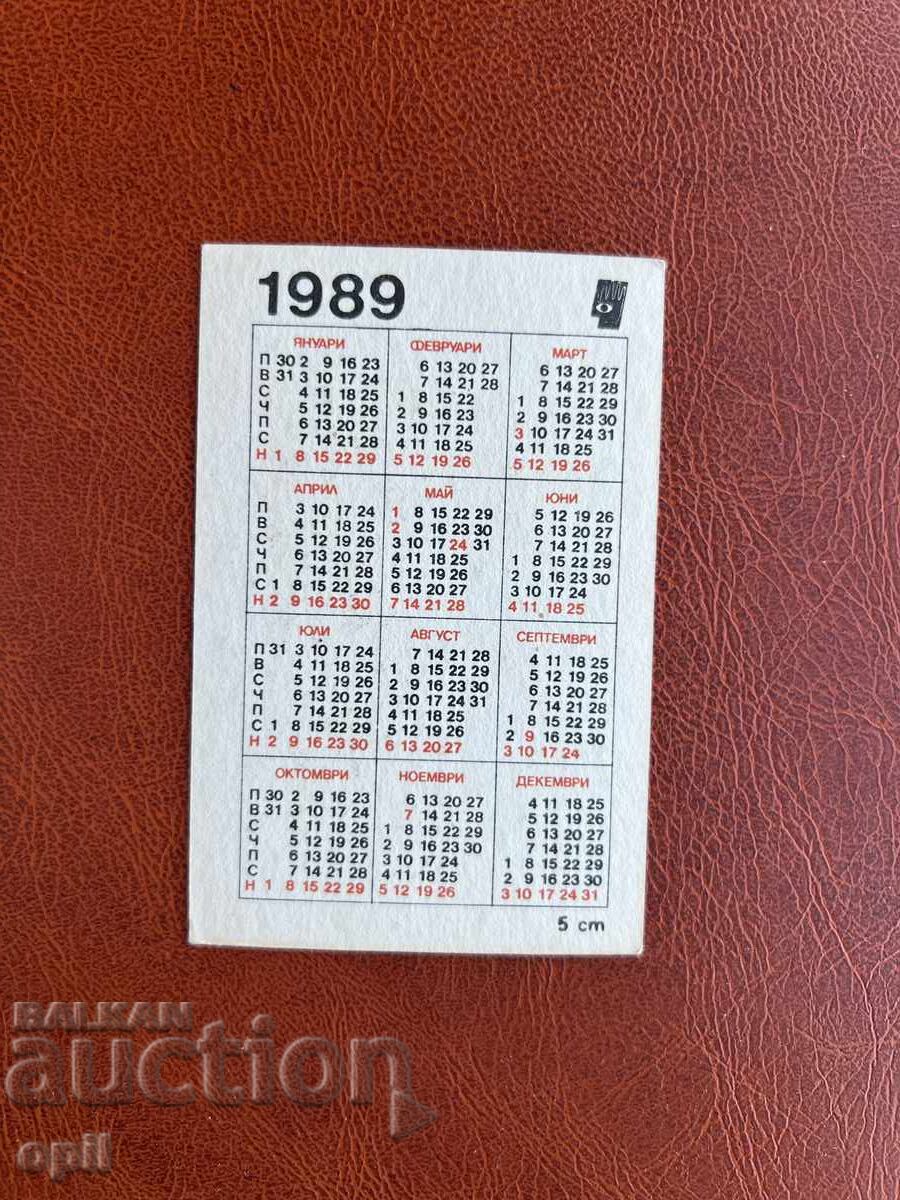 1989
ЯНУАРИ ФЕВРУАРИ МАРТ
П 30 2 9 16 23 6 13 20 27 6 13 20 27
В 31 3 10 17 24 7 14 21 28 7 14 21 28
С 4 11 18 25 1 8 15 22 1 8 15 22 29
Ч 5 12 19 26 2 9 16 23 2 9 16 23 30
П 6 13 20 27 3 10 17 24 3 10 17 24 31
С 7 14 21 28 4 11 18 25 4 11 18 25
Н 1 8 15 22 29 5 12 19 26 5 12 19 26
АПРИЛ МАЙ ЮНИ
П 3 10 17 24 1 8 15 22 29 5 12 19 26
В 4 11 18 25 2 9 16 23 30 6 13 20 27
С 5 12 19 26 3 10 17 24 31 7 14 21 28
Ч 6 13 20 27 4 11 18 25 1 8 15 22 29
П 7 14 21 28 5 12 19 26 2 9 16 23 30
С 1 8 15 22 29 6 13 20 27 3 10 17 24
Н 2 9 16 23 30 7 14 21 28 4 11 18 25
ЮЛИ АВГУСТ СЕПТЕМВРИ
П 31 3 10 17 24 7 14 21 28 4 11 18 25
В 4 11 18 25 1 8 15 22 29 5 12 19 26
С 5 12 19 26 2 9 16 23 30 6 13 20 27
Ч 6 13 20 27 3 10 17 24 31 7 14 21 28
П 7 14 21 28 4 11 18 25 1 8 15 22 29
С 1 8 15 22 29 5 12 19 26 2 9 16 23 30
Н 2 9 16 23 30 6 13 20 27 3 10 17 24
ОКТОМВРИ НОЕМВРИ ДЕКЕМВРИ
П 30 2 9 16 23 6 13 20 27 4 11 18 25
В 31 3 10 17 24 7 14 21 28 5 12 19 26
С 4 11 18 25 1 8 15 22 29 6 13 20 27
Ч 5 12 19 26 2 9 16 23 30 7 14 21 28
П 6 13 20 27 3 10 17 24 1 8 15 22 29
С 7 14 21 28 4 11 18 25 2 9 16 23 30
Н 1 8 15 22 29 5 12 19 26 3 10 17 24 31
5 cm
BALKAN
auction
opil